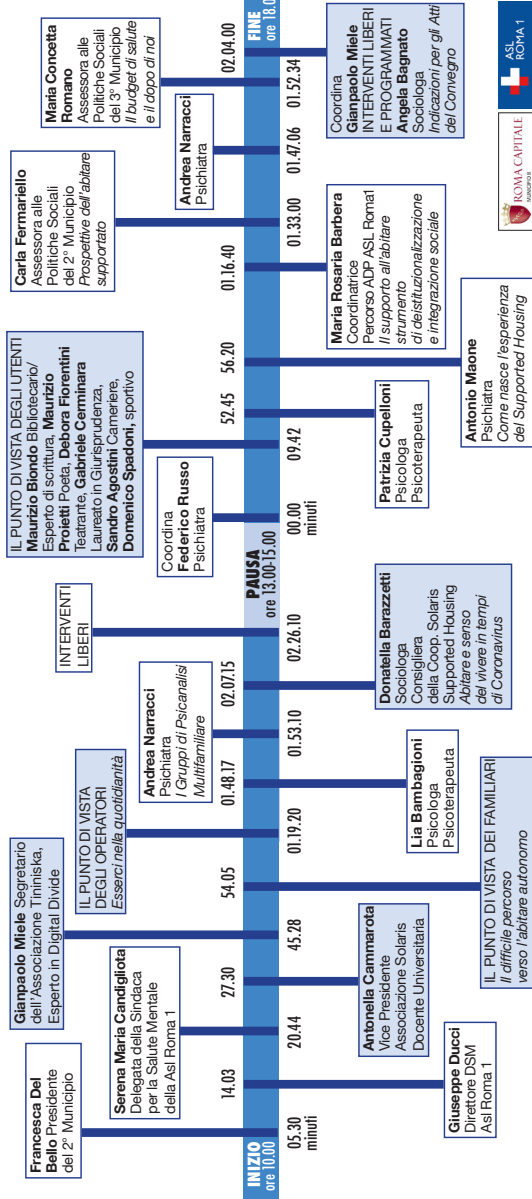 Francesca Del
Bello Presidente
del 2° Municipio
Serena Maria Candigliota
Delegata della Sindaca
per la Salute Mentale
della Asl Roma 1
Gianpaolo Miele Segretario
dell'Associazione Tininiska,
Esperto in Digital Divide
IL PUNTO DI VISTA
DEGLI OPERATORI
Esserci nella quotidianità
Andrea Narracci
Psichiatra
I Gruppi di Psicanalisi
Multifamiliare
INTERVENTI
LIBERI
Coordina
Federico Russo
Psichiatra
IL PUNTO DI VISTA DEGLI UTENTI
Maurizio Biondo Bibliotecario/
Esperto di scrittura, Maurizio
Proietti Poeta, Debora Fiorentini
Teatrante, Gabriele Cerminara
Laureato in Giurisprudenza,
Sandro Agostini Cameriere,
Domenico Spadoni, sportivo
Carla Fermariello
Assessora alle
Politiche Sociali
del 2° Municipio
Prospettive dell'abitare
supportato
Andrea Narracci
Psichiatra
Maria Concetta
Romano
Assessora alle
Politiche Sociali
del 3° Municipio
Il budget di salute
e il dopo di noi
14.03
27.30
54.05
01.48.17
02.07.15
52.45
56.20
01.16.40
02.04.00
INIZIO
ore 10.00
PAUSA
ore 13.00-15.00
FINE
ore 18.00
05.30
minuti
20.44
45.28
01.19.20
01.53.10
02.26.10
00.00
minuti
09.42
01.33.00
01.47.06
01.52.34
Giuseppe Ducci
Direttore DSM
Asl Roma 1
Antonella Cammarota
Vice Presidente
Associazione Solaris
Docente Universitaria
IL PUNTO DI VISTA DEI FAMILIARI
Il difficile percorso
verso l'abitare autonomo
Lia Bambagioni
Psicologa
Psicoterapeuta
Donatella Barazzetti
Sociologa
Consigliera
della Coop. Solaris
Supported Housing
Abitare e senso
del vivere in tempi
di Coronavirus
Patrizia Cupelloni
Psicologa
Psicoterapeuta
Antonio Maone
Psichiatra
Come nasce l'esperienza
del Supported Housing
Maria Rosaria Barbera
Coordinatrice
Percorso ADP ASL Roma1
Il supporto all'abitare
strumento
di deistituzionalizzazione
e integrazione sociale
Coordina
Gianpaolo Miele
INTERVENTI LIBERI
E PROGRAMMATI
Angela Bagnato
Sociologa
Indicazioni per gli Atti
del Convegno
ROMA CAPITALE
MUNICIPIO II
ASL
ROMA 1